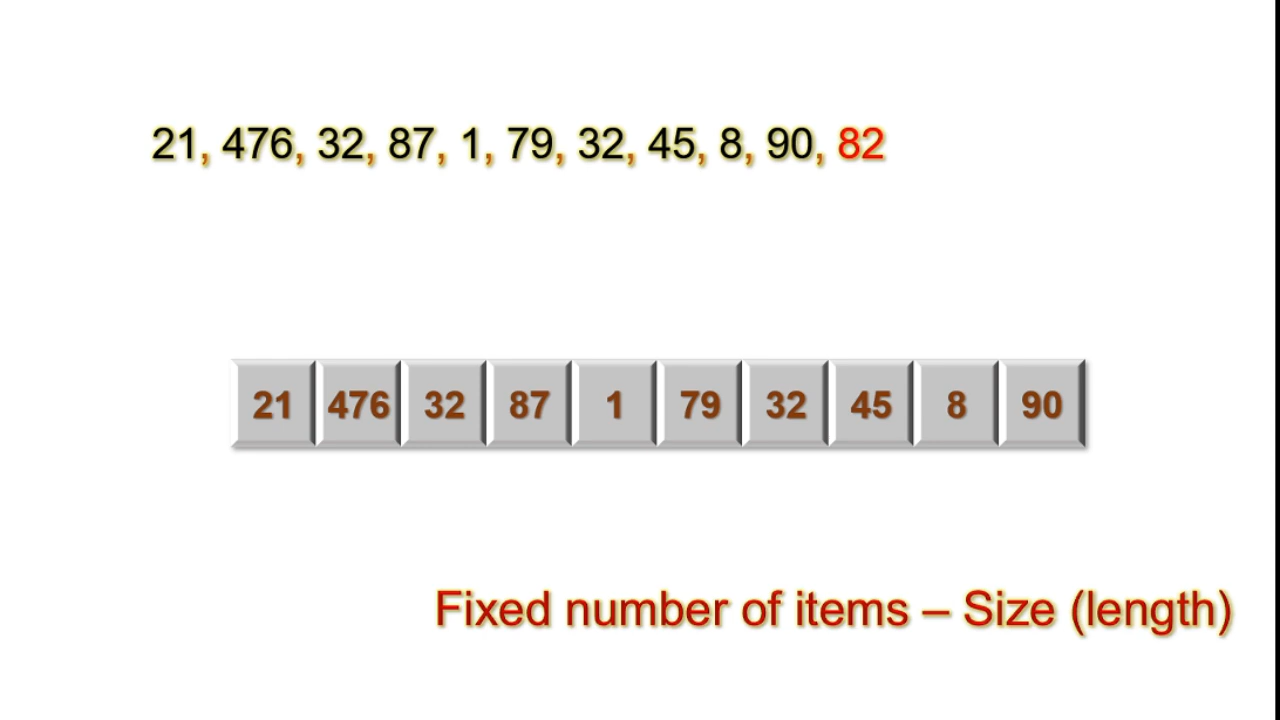 21, 476, 32, 87, 1, 79, 32, 45, 8, 90, 82
21 476 32 87 1 79 32 45 8 90
Fixed number of items – Size (length)